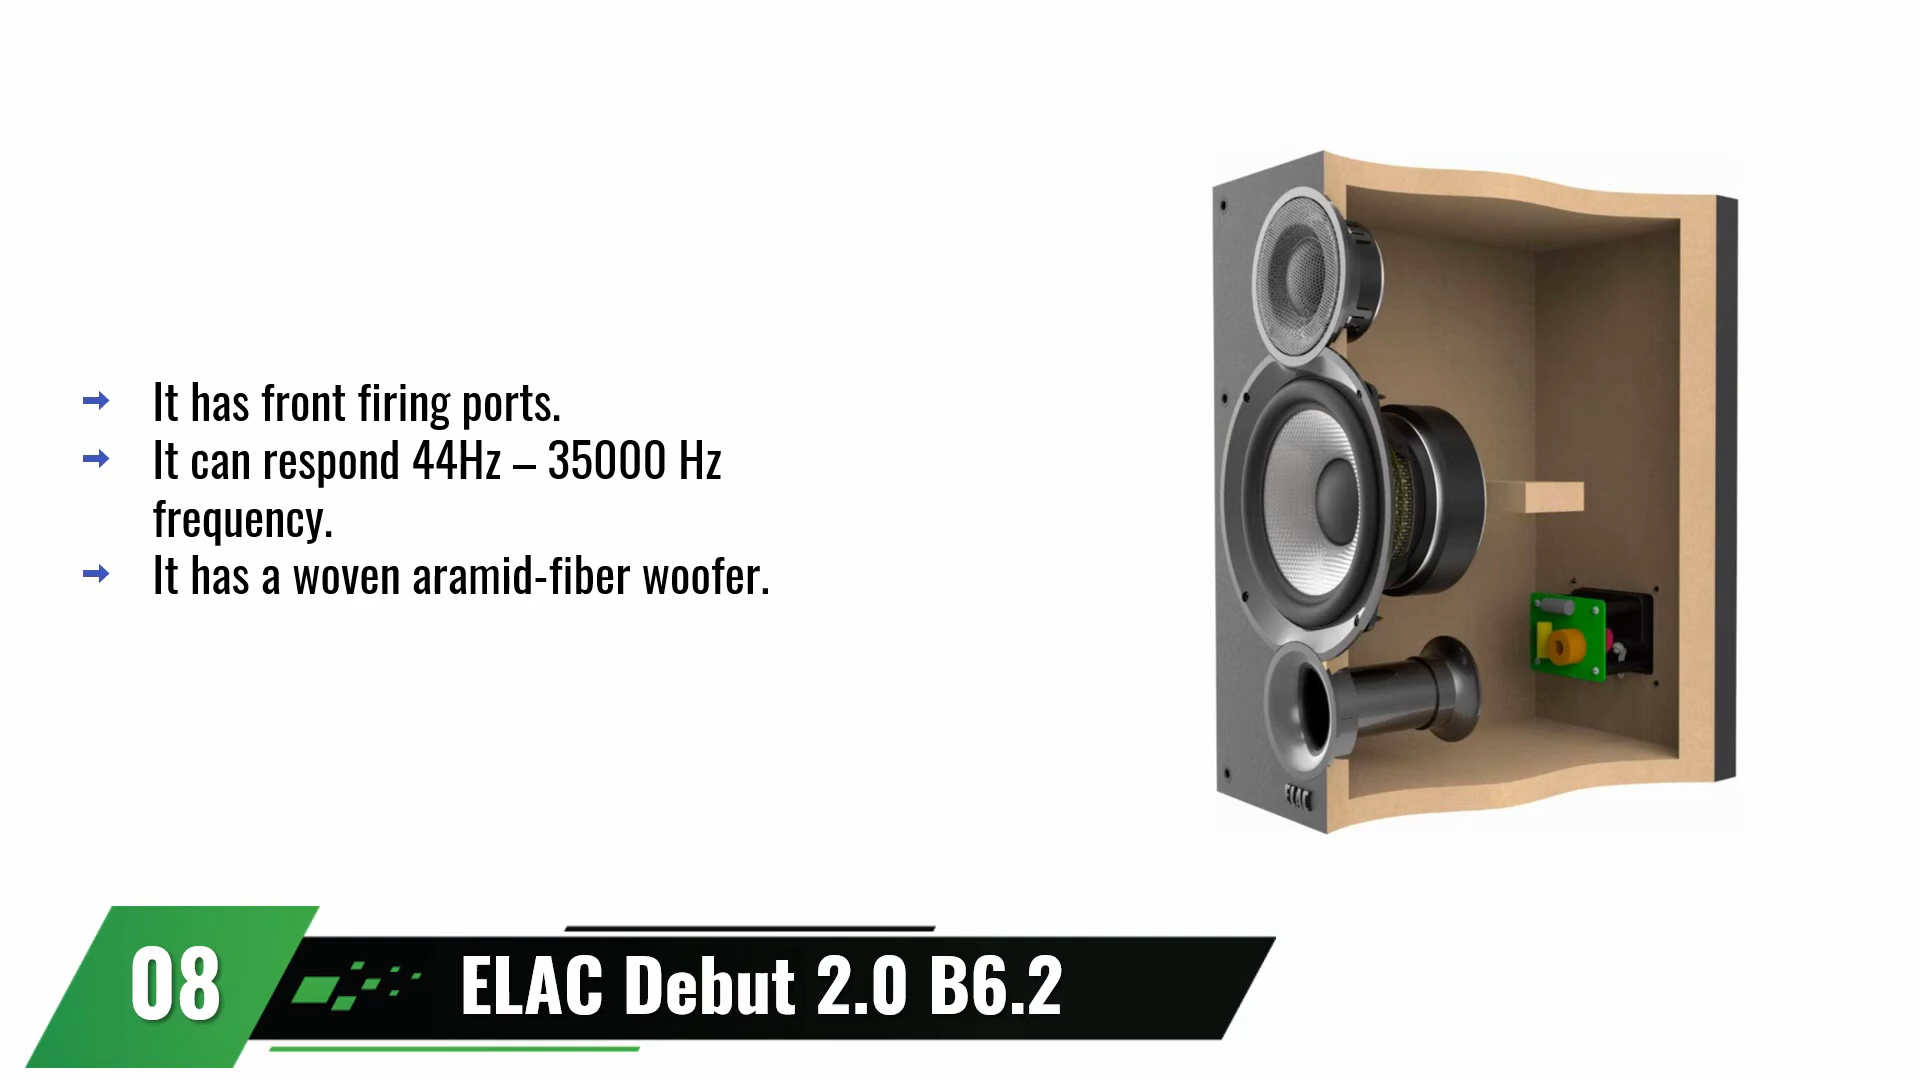 It has front firing ports.
It can respond 44Hz – 35000 Hz
frequency.
It has a woven aramid-fiber woofer.
ELAC
08
ELAC Debut 2.0 B6.2